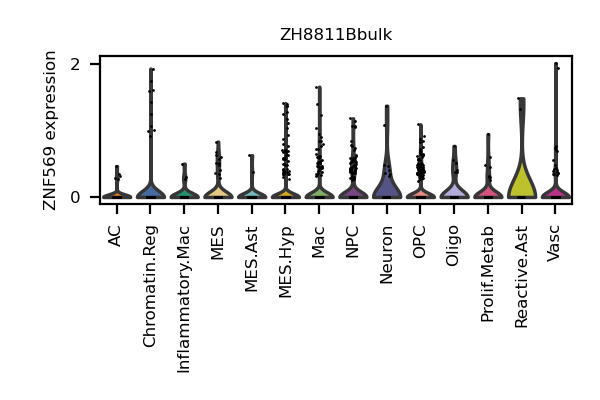 ZH8811Bbulk
ZNF569 expression
2
0
AC
Chromatin.Reg
Inflammatory.Mac
MES
MES.Ast
MES.Hyp
Mac
NPC
Neuron
OPC
Oligo
Prolif.Metab
Reactive.Ast
Vasc